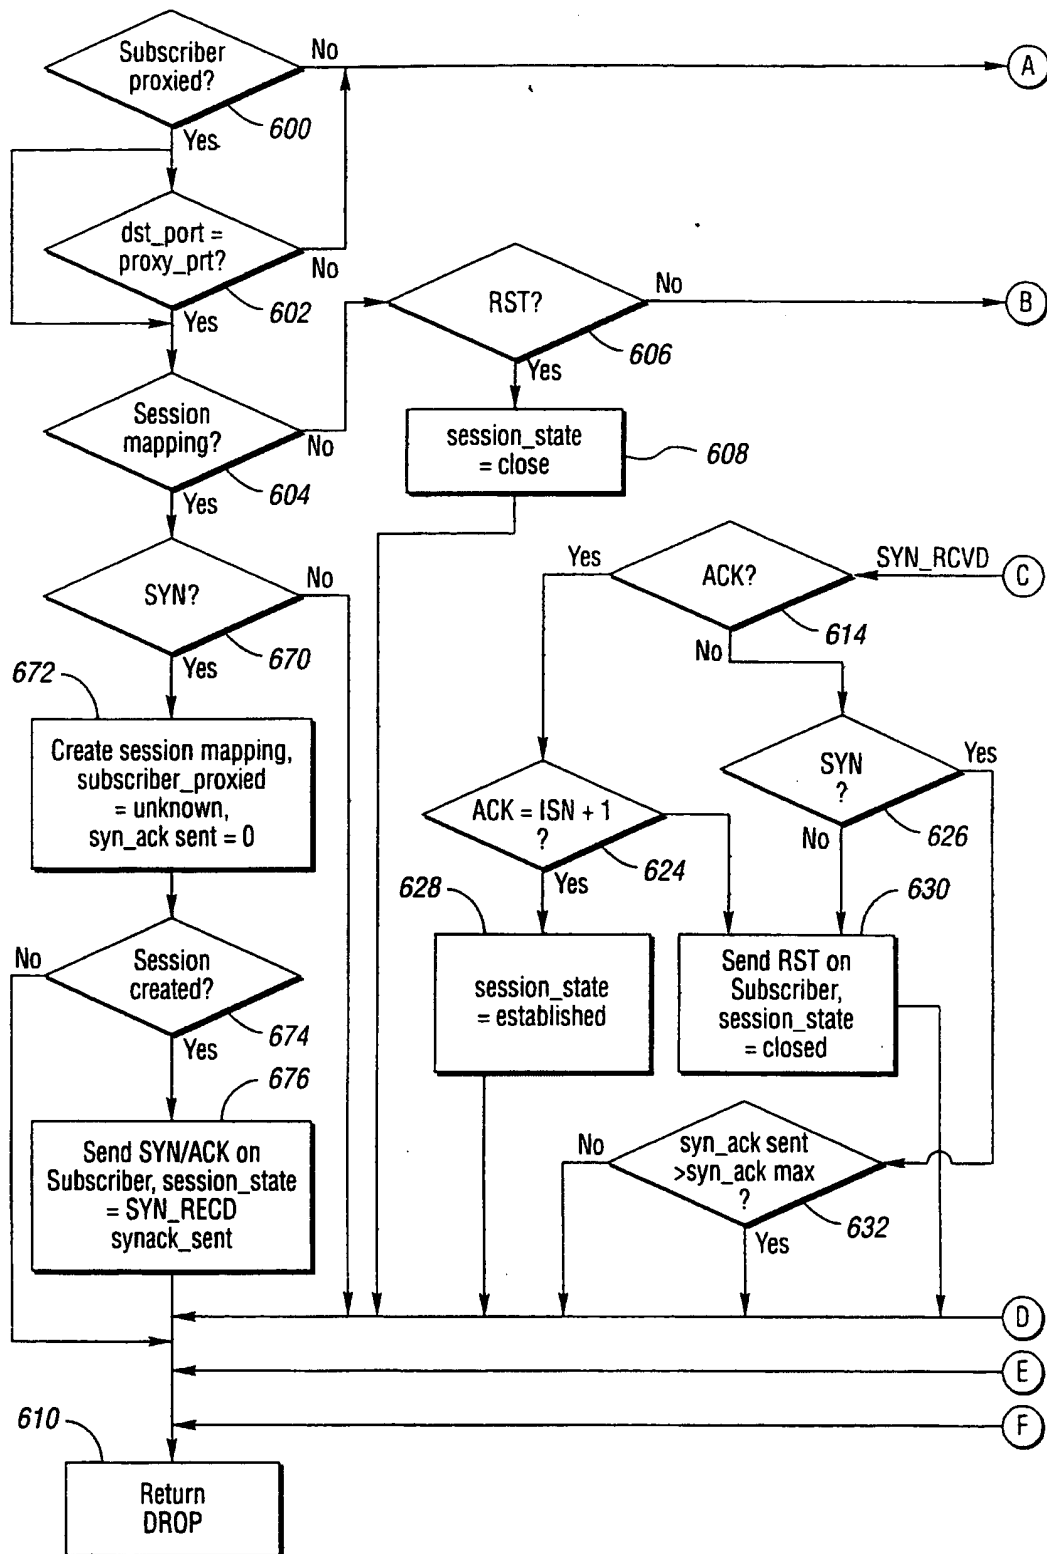 Subscriber
proxied?
No
A
600
Yes
dst_port =
proxy_prt?
No
602
Yes
RST?
No
B
606
Yes
Session
mapping?
No
604
Yes
session_state
= close
608
SYN?
No
670
Yes
Yes
ACK?
SYN_RCVD
C
614
No
672
Create session mapping,
subscriber_proxied
= unknown,
syn_ack sent = 0
SYN
?
Yes
626
No
ACK = ISN + 1
?
624
Yes
628
session_state
= established
630
Send RST on
Subscriber,
session_state
= closed
No
Session
created?
674
Yes
676
Send SYN/ACK on
Subscriber, session_state
= SYN_RECD
synack_sent
No
syn_ack sent
>syn_ack max
?
632
Yes
D
E
F
610
Return
DROP